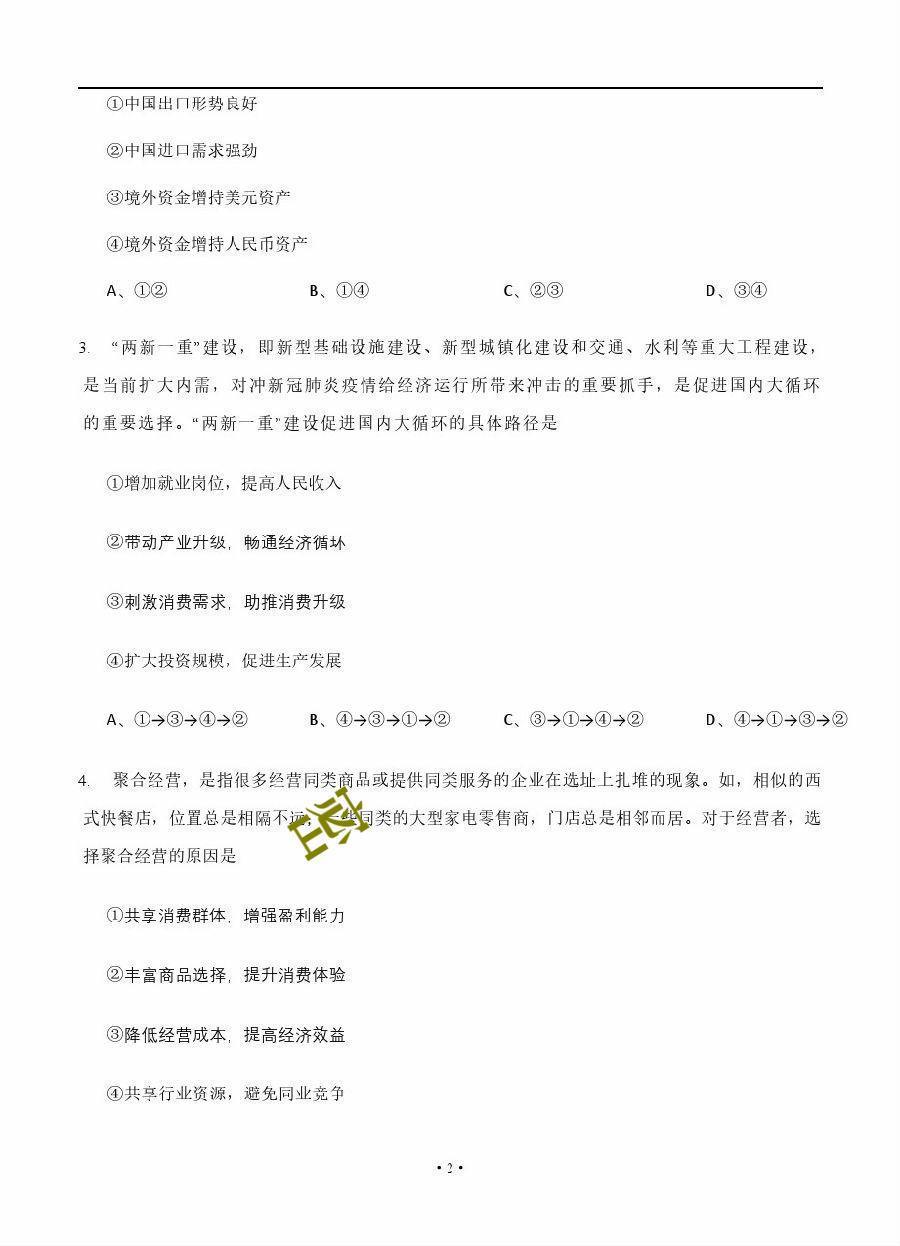 ①中国出口形势良好
②中国进口需求强劲
③境外资金增持美元资产
④境外资金增持人民币资产
A、①② B、①④ C、②③ D、③④
3. “两新一重”建设，即新型基础设施建设、新型城镇化建设和交通、水利等重大工程建设，
是当前扩大内需，对冲新冠肺炎疫情给经济运行所带来冲击的重要抓手，是促进国内大循环
的重要选择。“两新一重”建设促进国内大循环的具体路径是
①增加就业岗位，提高人民收入
②带动产业升级，畅通经济循环
③刺激消费需求，助推消费升级
④扩大投资规模，促进生产发展
A、①→③→④→② B、④→③→①→② C、③→①→④→② D、④→①→③→②
4. 聚合经营，是指很多经营同类商品或提供同类服务的企业在选址上扎堆的现象。如，相似的西
式快餐店，位置总是相隔不远；一些同类的大型家电零售商，门店总是相邻而居。对于经营者，选
择聚合经营的原因是
①共享消费群体，增强盈利能力
②丰富商品选择，提升消费体验
③降低经营成本，提高经济效益
④共享行业资源，避免同业竞争
• 2 •